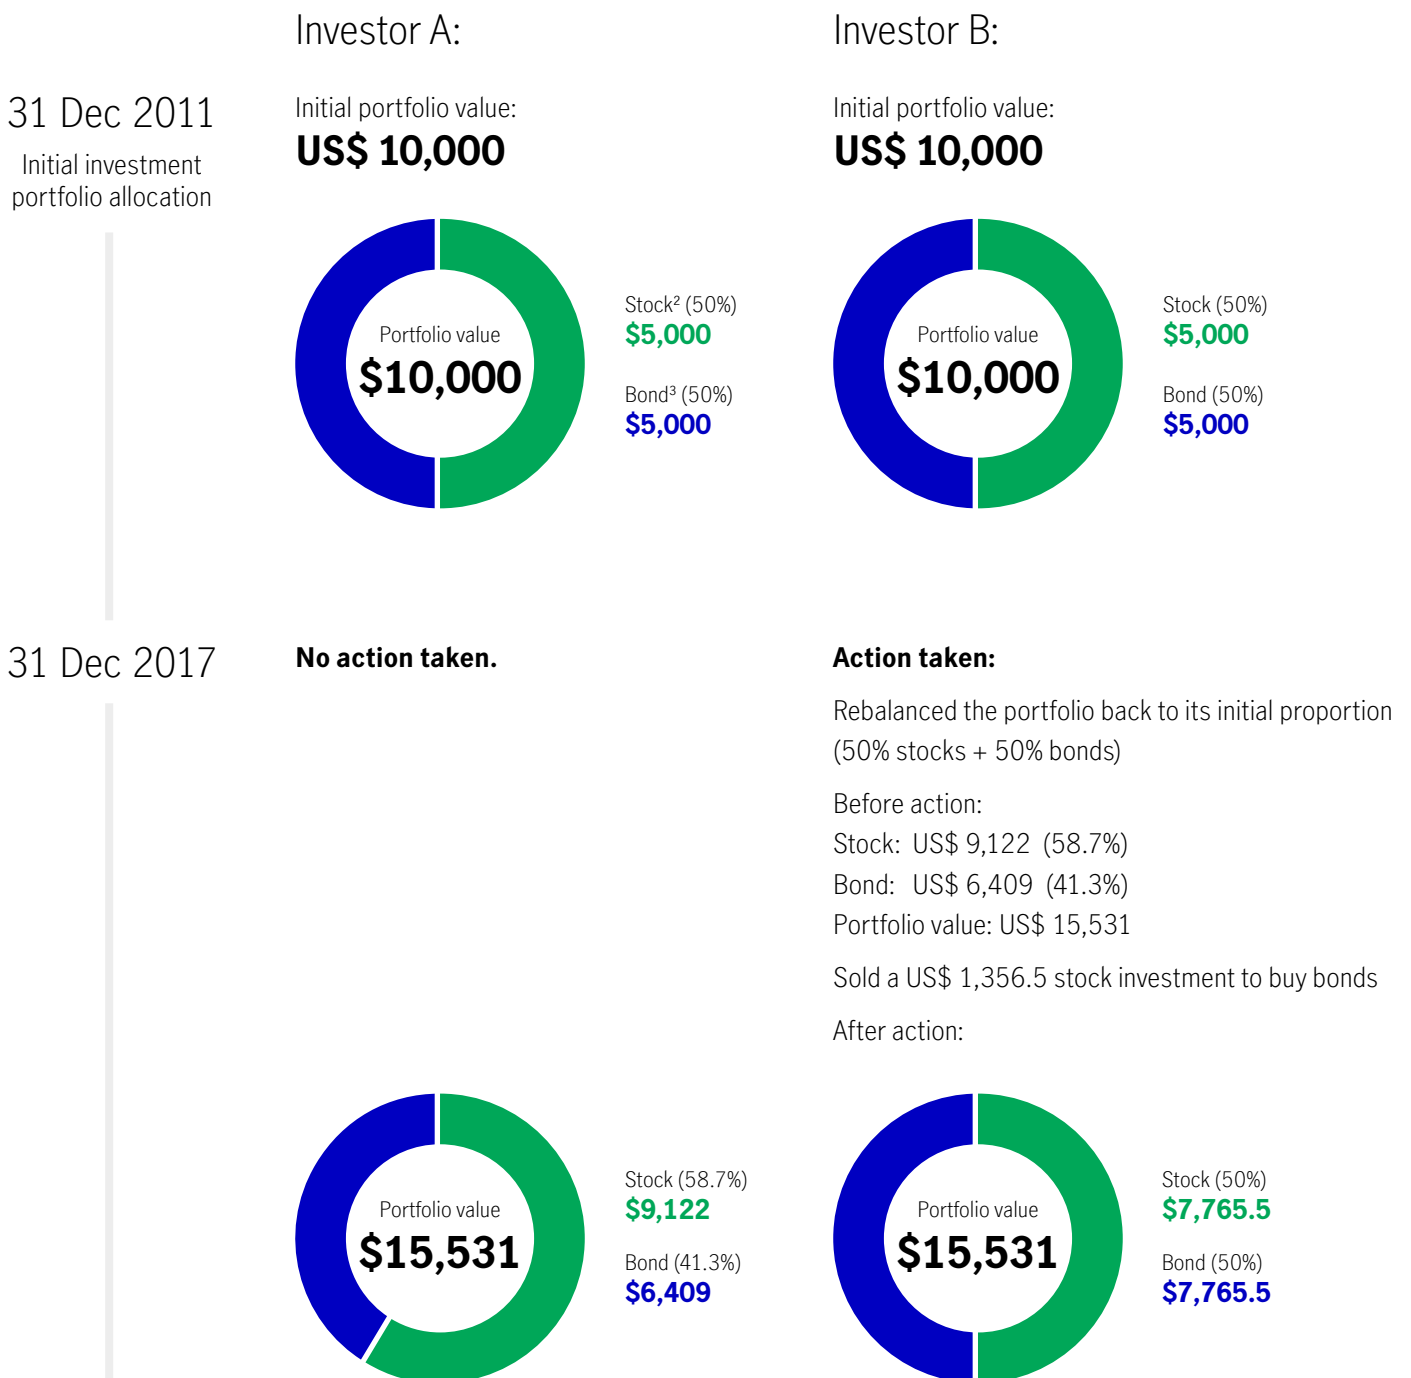 Investor A:
Investor B:
31 Dec 2011
Initial investment
portfolio allocation
Initial portfolio value:
US$ 10,000
Initial portfolio value:
US$ 10,000
Portfolio value
$10,000
Stock² (50%)
$5,000
Bond³ (50%)
$5,000
Portfolio value
$10,000
Stock (50%)
$5,000
Bond (50%)
$5,000
31 Dec 2017
No action taken.
Action taken:
Rebalanced the portfolio back to its initial proportion
(50% stocks + 50% bonds)
Before action:
Stock: US$ 9,122 (58.7%)
Bond: US$ 6,409 (41.3%)
Portfolio value: US$ 15,531
Sold a US$ 1,356.5 stock investment to buy bonds
After action:
Portfolio value
$15,531
Stock (58.7%)
$9,122
Bond (41.3%)
$6,409
Portfolio value
$15,531
Stock (50%)
$7,765.5
Bond (50%)
$7,765.5